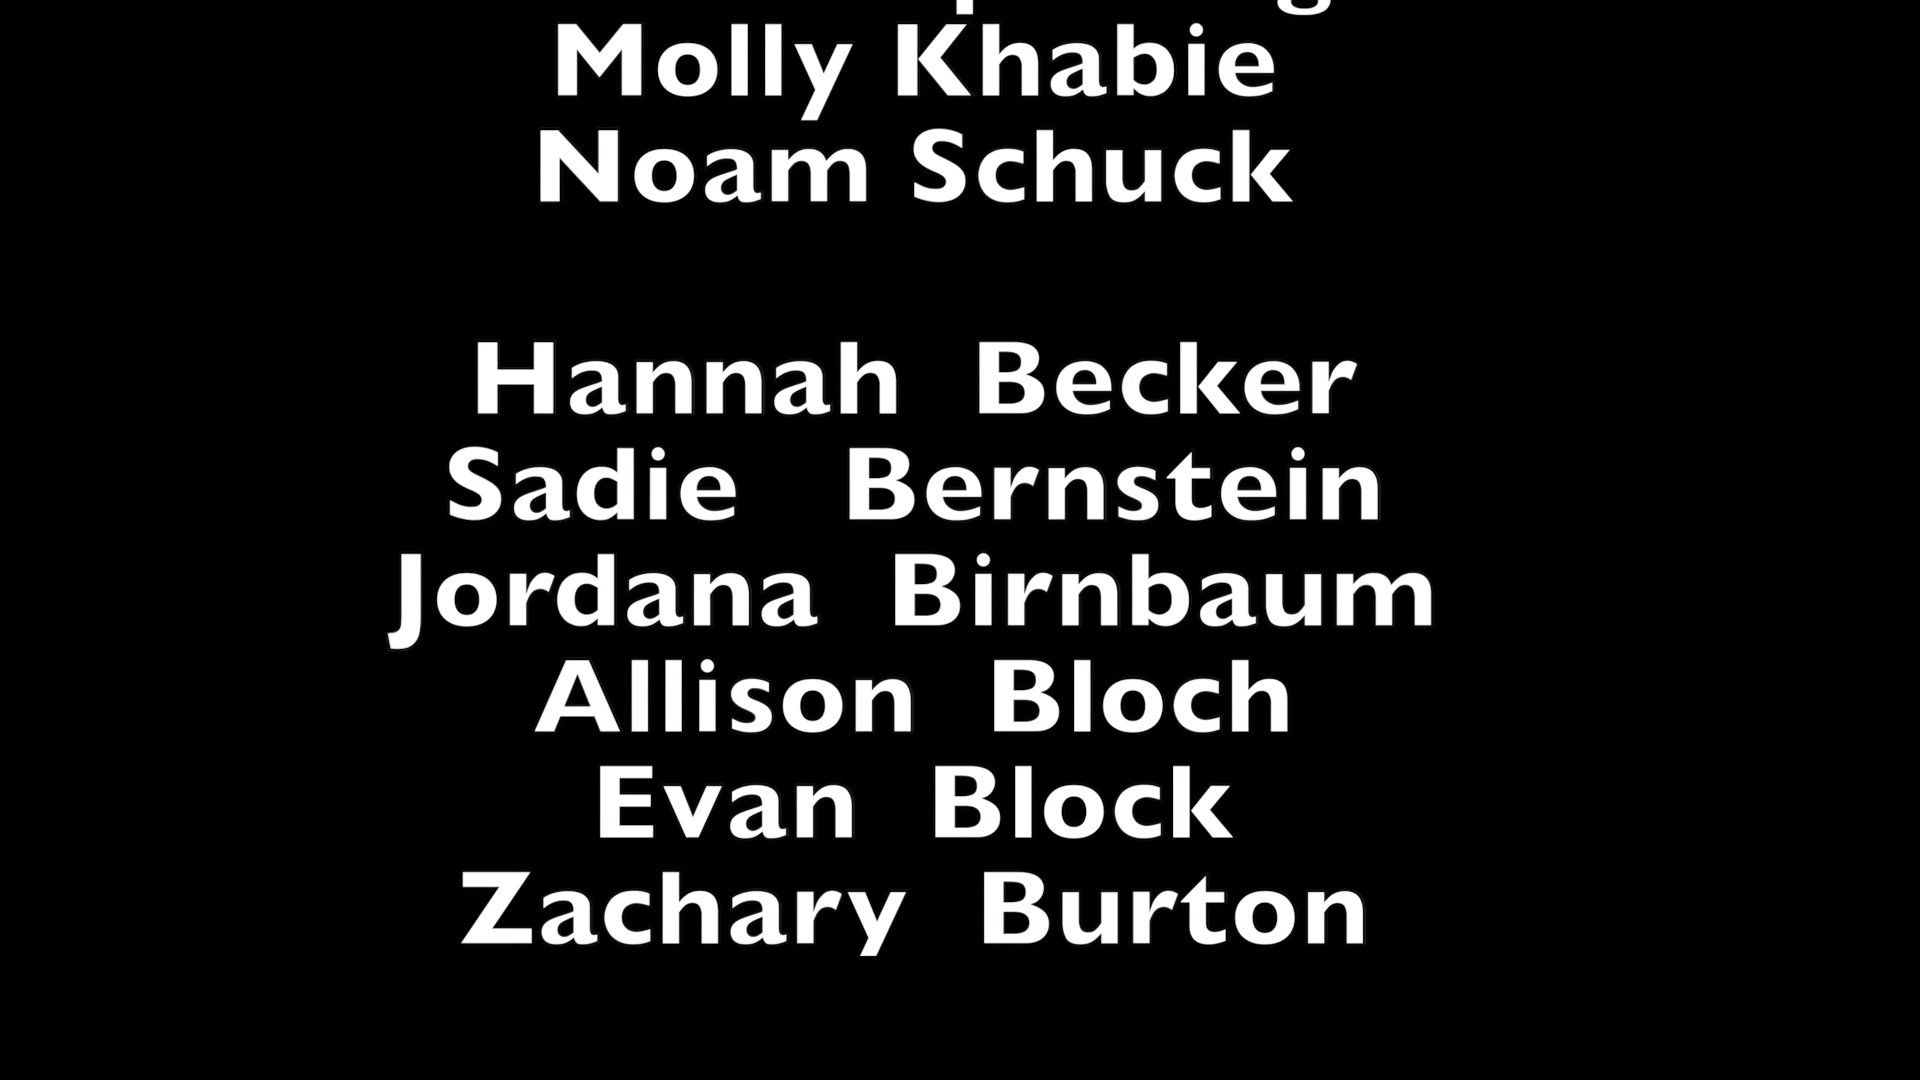 Molly Khabie
Noam Schuck
Hannah Becker
Sadie Bernstein
Jordana Birnbaum
Allison Bloch
Evan Block
Zachary Burton